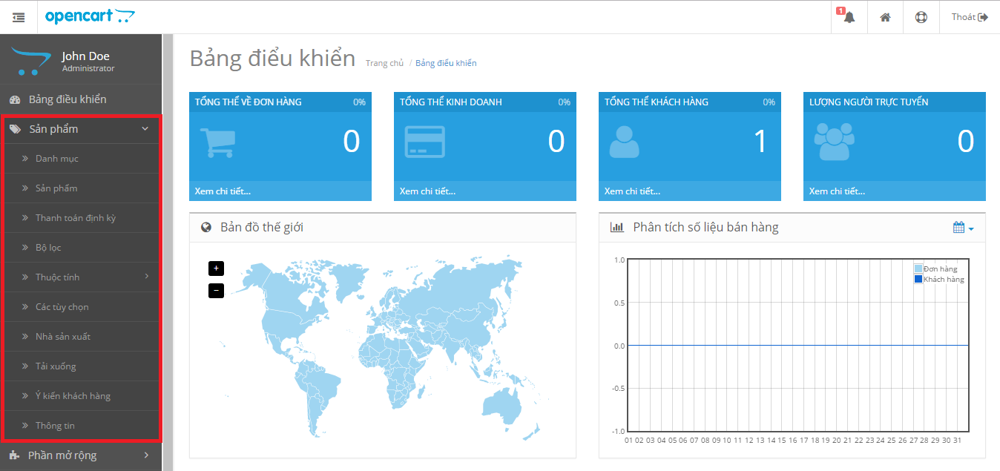 opencart
1
Thoát
John Doe
Administrator
Bảng điều khiển
Sản phẩm
Danh mục
Sản phẩm
Thanh toán định kỳ
Bộ lọc
Thuộc tính
Các tùy chọn
Nhà sản xuất
Tải xuống
Ý kiến khách hàng
Thông tin
Phần mở rộng
Bảng điểu khiển
Trang chủ / Bảng điểu khiển
TỔNG THỂ VỀ ĐƠN HÀNG 0%
0
Xem chi tiết...
TỔNG THỂ KINH DOANH 0%
0
Xem chi tiết...
TỔNG THỂ KHÁCH HÀNG 0%
1
Xem chi tiết...
LƯỢNG NGƯỜI TRỰC TUYẾN
0
Xem chi tiết...
Bản đồ thế giới
+
−
Phân tích số liệu bán hàng
Đơn hàng
Khách hàng
1.0
0.5
0.0
-0.5
-1.0
01 02 03 04 05 06 07 08 09 10 11 12 13 14 15 16 17 18 19 20 21 22 23 24 25 26 27 28 29 30 31